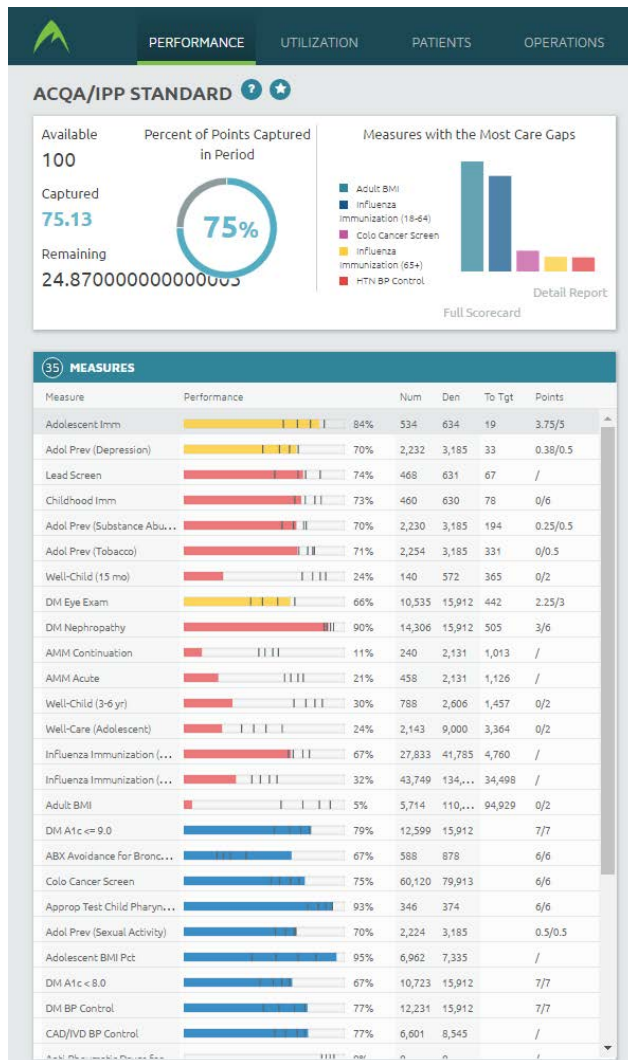 PERFORMANCE UTILIZATION PATIENTS OPERATIONS
ACQA/IPP STANDARD ?
Available
100
Captured
75.13
Remaining
24.870000000000003
Percent of Points Captured
in Period
75%
Measures with the Most Care Gaps
Adult BMI
Influenza
Immunization (18-64)
Colo Cancer Screen
Influenza
Immunization (65+)
HTN BP Control
Detail Report
Full Scorecard
35 MEASURES
Measure Performance Num Den To Tgt Points
Adolescent Imm 84% 534 634 19 3.75/5
Adol Prev (Depression) 70% 2,232 3,185 33 0.38/0.5
Lead Screen 74% 468 631 67 /
Childhood Imm 73% 460 630 78 0/6
Adol Prev (Substance Abu... 70% 2,230 3,185 194 0.25/0.5
Adol Prev (Tobacco) 71% 2,254 3,185 331 0/0.5
Well-Child (15 mo) 24% 140 572 365 0/2
DM Eye Exam 66% 10,535 15,912 442 2.25/3
DM Nephropathy 90% 14,306 15,912 505 3/6
AMM Continuation 11% 240 2,131 1,013 /
AMM Acute 21% 458 2,131 1,126 /
Well-Child (3-6 yr) 30% 788 2,606 1,457 0/2
Well-Care (Adolescent) 24% 2,143 9,000 3,364 0/2
Influenza Immunization (... 67% 27,833 41,785 4,760 /
Influenza Immunization (... 32% 43,749 134,... 34,498 /
Adult BMI 5% 5,714 110,... 94,929 0/2
DM A1c <= 9.0 79% 12,599 15,912 7/7
ABX Avoidance for Bronc... 67% 588 878 6/6
Colo Cancer Screen 75% 60,120 79,913 6/6
Approp Test Child Pharyn... 93% 346 374 6/6
Adol Prev (Sexual Activity) 70% 2,224 3,185 0.5/0.5
Adolescent BMI Pct 95% 6,962 7,335 /
DM A1c < 8.0 67% 10,723 15,912 7/7
DM BP Control 77% 12,231 15,912 7/7
CAD/IVD BP Control 77% 6,601 8,545 /